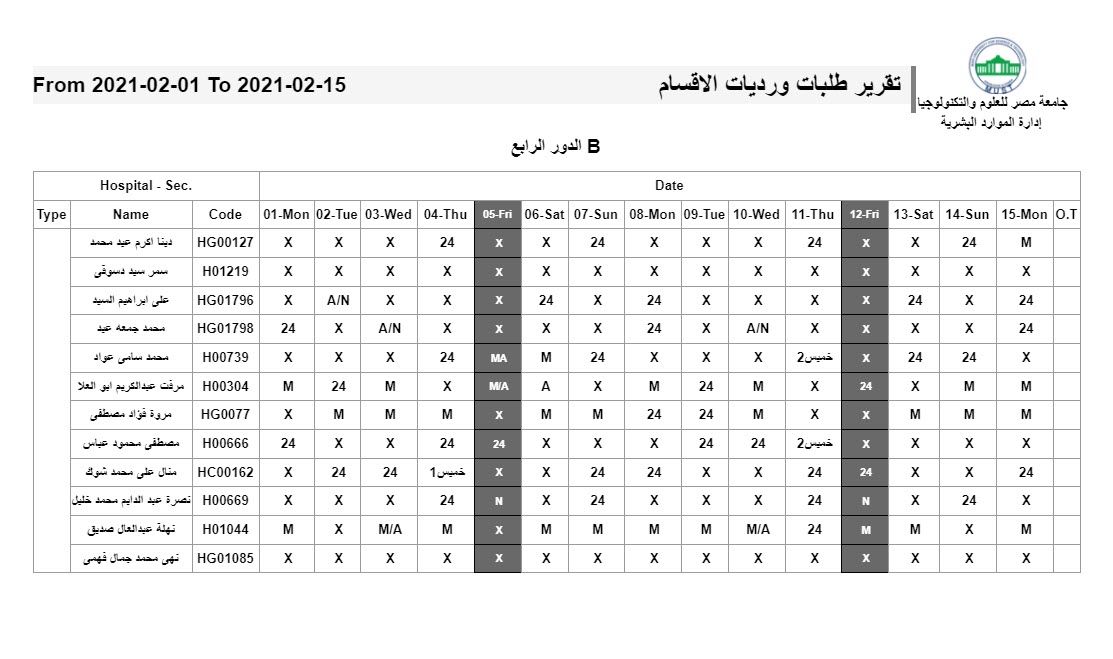 MUST
جامعة مصر للعلوم والتكنولوجيا
إدارة الموارد البشرية
تقرير طلبات ورديات الاقسام
From 2021-02-01 To 2021-02-15
الدور الرابع B
Hospital - Sec. Date
Type Name Code 01-Mon 02-Tue 03-Wed 04-Thu 05-Fri 06-Sat 07-Sun 08-Mon 09-Tue 10-Wed 11-Thu 12-Fri 13-Sat 14-Sun 15-Mon O.T
دينا اكرم عيد محمد HG00127 X X X 24 X X 24 X X X 24 X X 24 M
سمر سيد دسوقى H01219 X X X X X X X X X X X X X X X
على ابراهيم السيد HG01796 X A/N X X X 24 X 24 X X X X 24 X 24
محمد جمعه عيد HG01798 24 X A/N X X X X 24 X A/N X X X X 24
محمد سامى عواد H00739 X X X 24 MA M 24 X X X خميس2 X 24 24 X
مرفت عبدالكريم ابو العلا H00304 M 24 M X M/A A X M 24 M X 24 X M M
مروة فؤاد مصطفى HG0077 X M M M X M M 24 24 M X X M M M
مصطفى محمود عباس H00666 24 X X 24 24 X X X 24 24 خميس2 X X X X
منال على محمد شوك HC00162 X 24 24 خميس1 X X 24 24 X X 24 24 X X 24
نصرة عبد الدايم محمد خليل H00669 X X X 24 N X 24 X X X 24 N X 24 X
نهلة عبدالعال صديق H01044 M X M/A M X M M M M M/A 24 M M X M
نهى محمد جمال فهمى HG01085 X X X X X X X X X X X X X X X